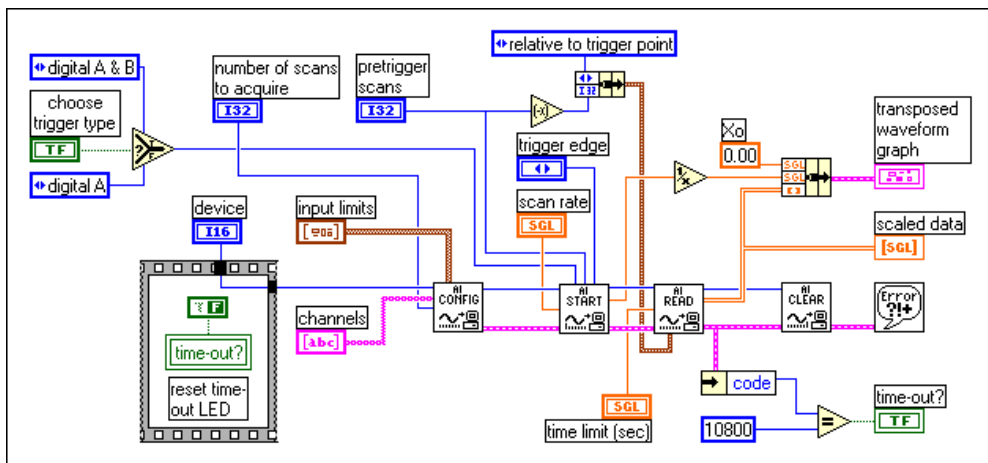 relative to trigger point
digital A & B
number of scans
to acquire
I32
pretrigger
scans
I32
I32
choose
trigger type
TF
? F
digital A
(-x)
trigger edge
Xo
0.00
transposed
waveform
graph
SGL
SGL
1/x
scan rate
SGL
device
I16
input limits
scaled data
[SGL]
AI
CONFIG
AI
START
AI
READ
AI
CLEAR
Error
?!+
F
time-out?
reset time-
out LED
channels
[abc]
SGL
time limit (sec)
code
10800
=
time-out?
TF